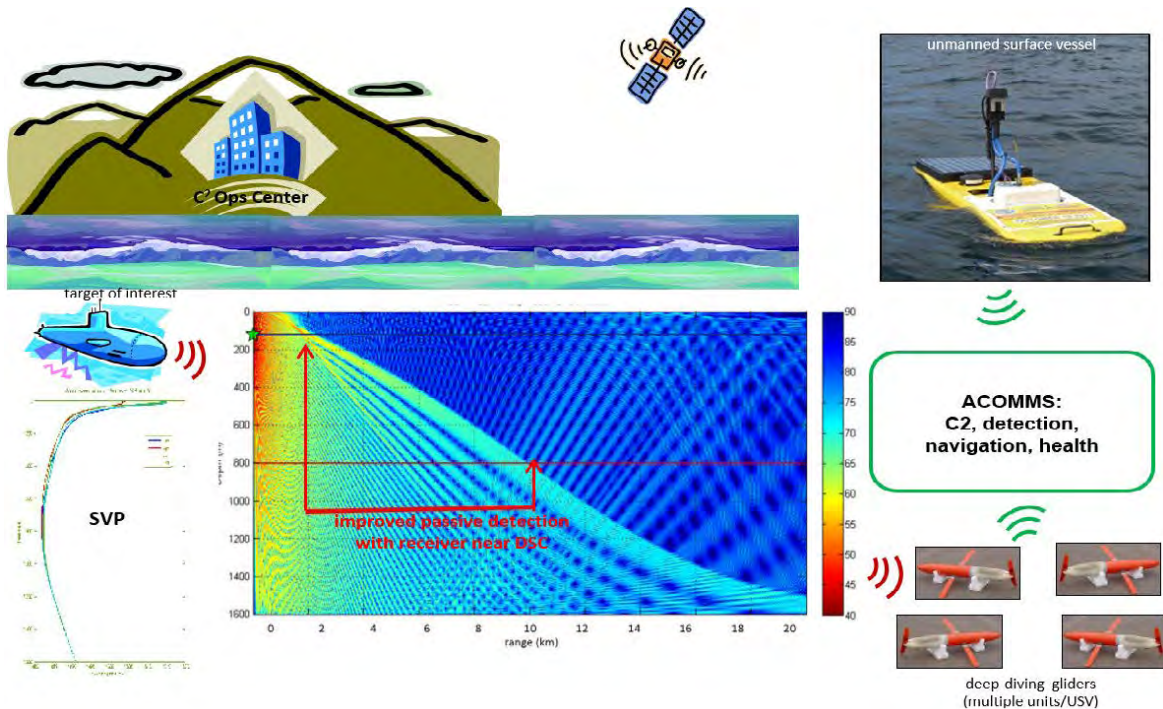 unmanned surface vessel
C² Ops Center
target of interest
SVP
0
200
400
600
800
1000
1200
1400
1600
improved passive detection
with receiver near DSC
0
2
4
6
8
10
12
14
16
18
20
range (km)
90
85
80
75
70
65
60
55
50
45
40
ACOMMS:
C2, detection,
navigation, health
deep diving gliders
(multiple units/USV)